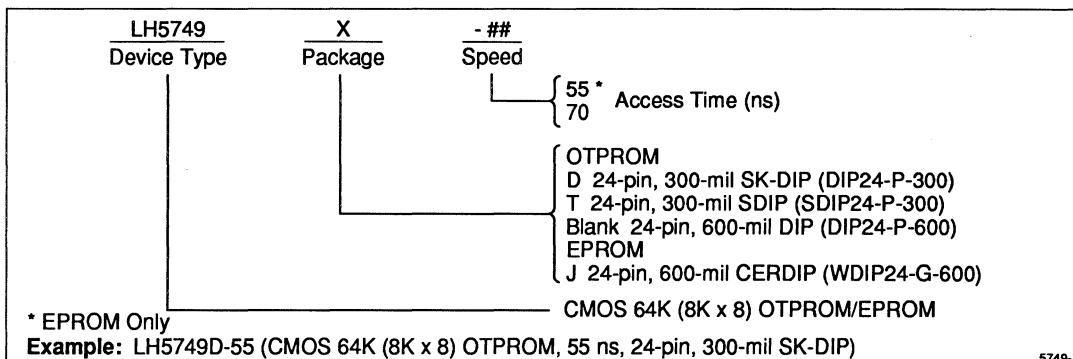 LH5749 X - ##
Device Type Package Speed
55 *
70
Access Time (ns)
OTPROM
D 24-pin, 300-mil SK-DIP (DIP24-P-300)
T 24-pin, 300-mil SDIP (SDIP24-P-300)
Blank 24-pin, 600-mil DIP (DIP24-P-600)
EPROM
J 24-pin, 600-mil CERDIP (WDIP24-G-600)
CMOS 64K (8K x 8) OTPROM/EPROM
* EPROM Only
Example: LH5749D-55 (CMOS 64K (8K x 8) OTPROM, 55 ns, 24-pin, 300-mil SK-DIP)